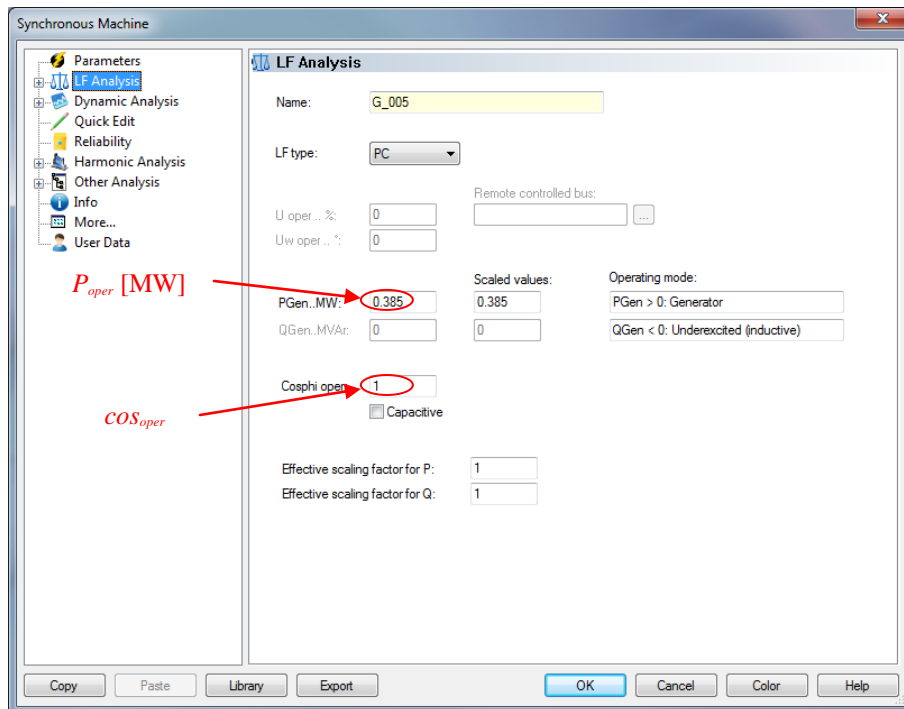 Synchronous Machine
Parameters
LF Analysis
Dynamic Analysis
Quick Edit
Reliability
Harmonic Analysis
Other Analysis
Info
More...
User Data
LF Analysis
Name: G_005
LF type: PC
Remote controlled bus:
U oper .. %: 0 ...
Uw oper .. °: 0
P oper [MW]
Scaled values: Operating mode:
PGen..MW: 0.385 0.385 PGen > 0: Generator
QGen..MVAr: 0 0 QGen < 0: Underexcited (inductive)
Cosphi oper 1
Capacitive
cos oper
Effective scaling factor for P: 1
Effective scaling factor for Q: 1
Copy Paste Library Export OK Cancel Color Help